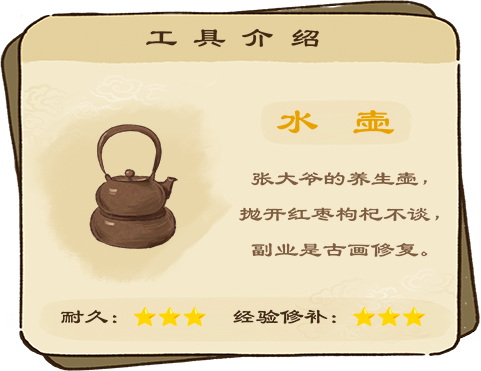 工具介绍
水壶
张大爷的养生壶，
抛开红枣枸杞不谈，
副业是古画修复。
耐久：⭐⭐⭐ 经验修补：⭐⭐⭐